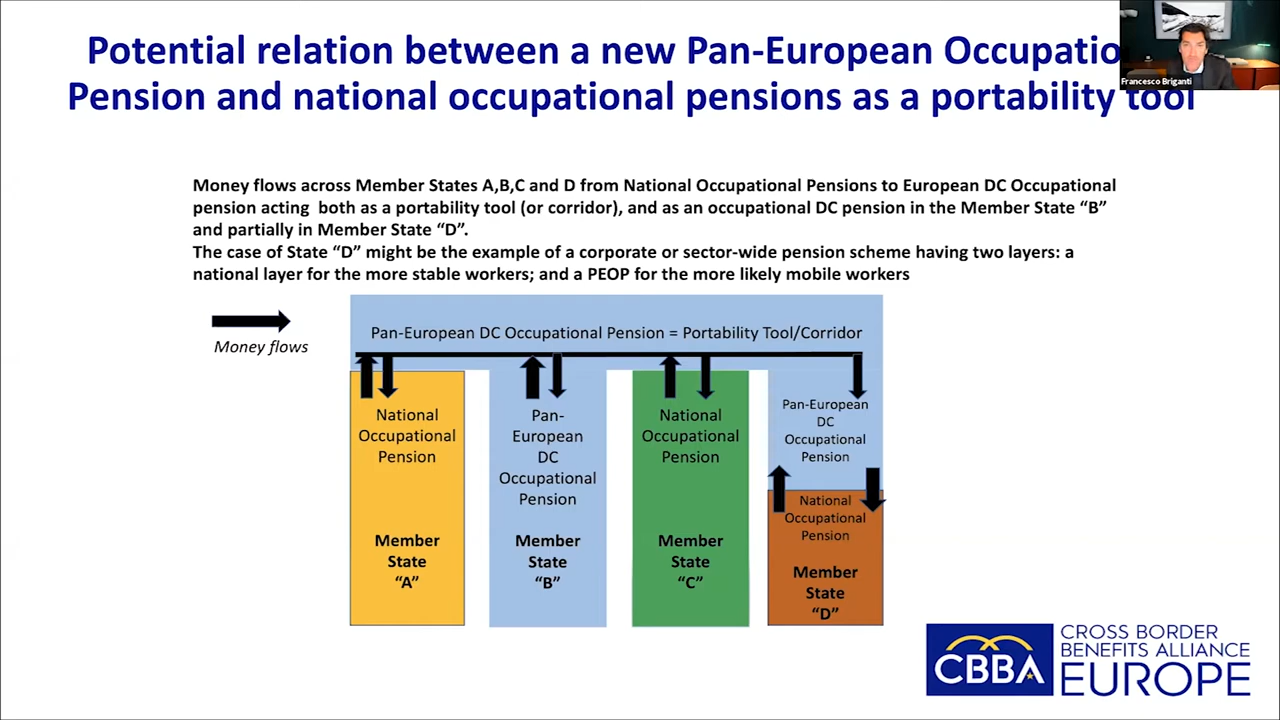 Potential relation between a new Pan-European Occupatio
Pension and national occupational pensions as a portability tool
Francesco Briganti
Money flows across Member States A,B,C and D from National Occupational Pensions to European DC Occupational
pension acting both as a portability tool (or corridor), and as an occupational DC pension in the Member State “B”
and partially in Member State “D”.
The case of State “D” might be the example of a corporate or sector-wide pension scheme having two layers: a
national layer for the more stable workers; and a PEOP for the more likely mobile workers
Money flows
Pan-European DC Occupational Pension = Portability Tool/Corridor
National
Occupational
Pension
Member
State
“A”
Pan-
European
DC
Occupational
Pension
Member
State
“B”
National
Occupational
Pension
Member
State
“C”
Pan-European
DC
Occupational
Pension
National
Occupational
Pension
Member
State
“D”
CBBA
CROSS BORDER
BENEFITS ALLIANCE
EUROPE